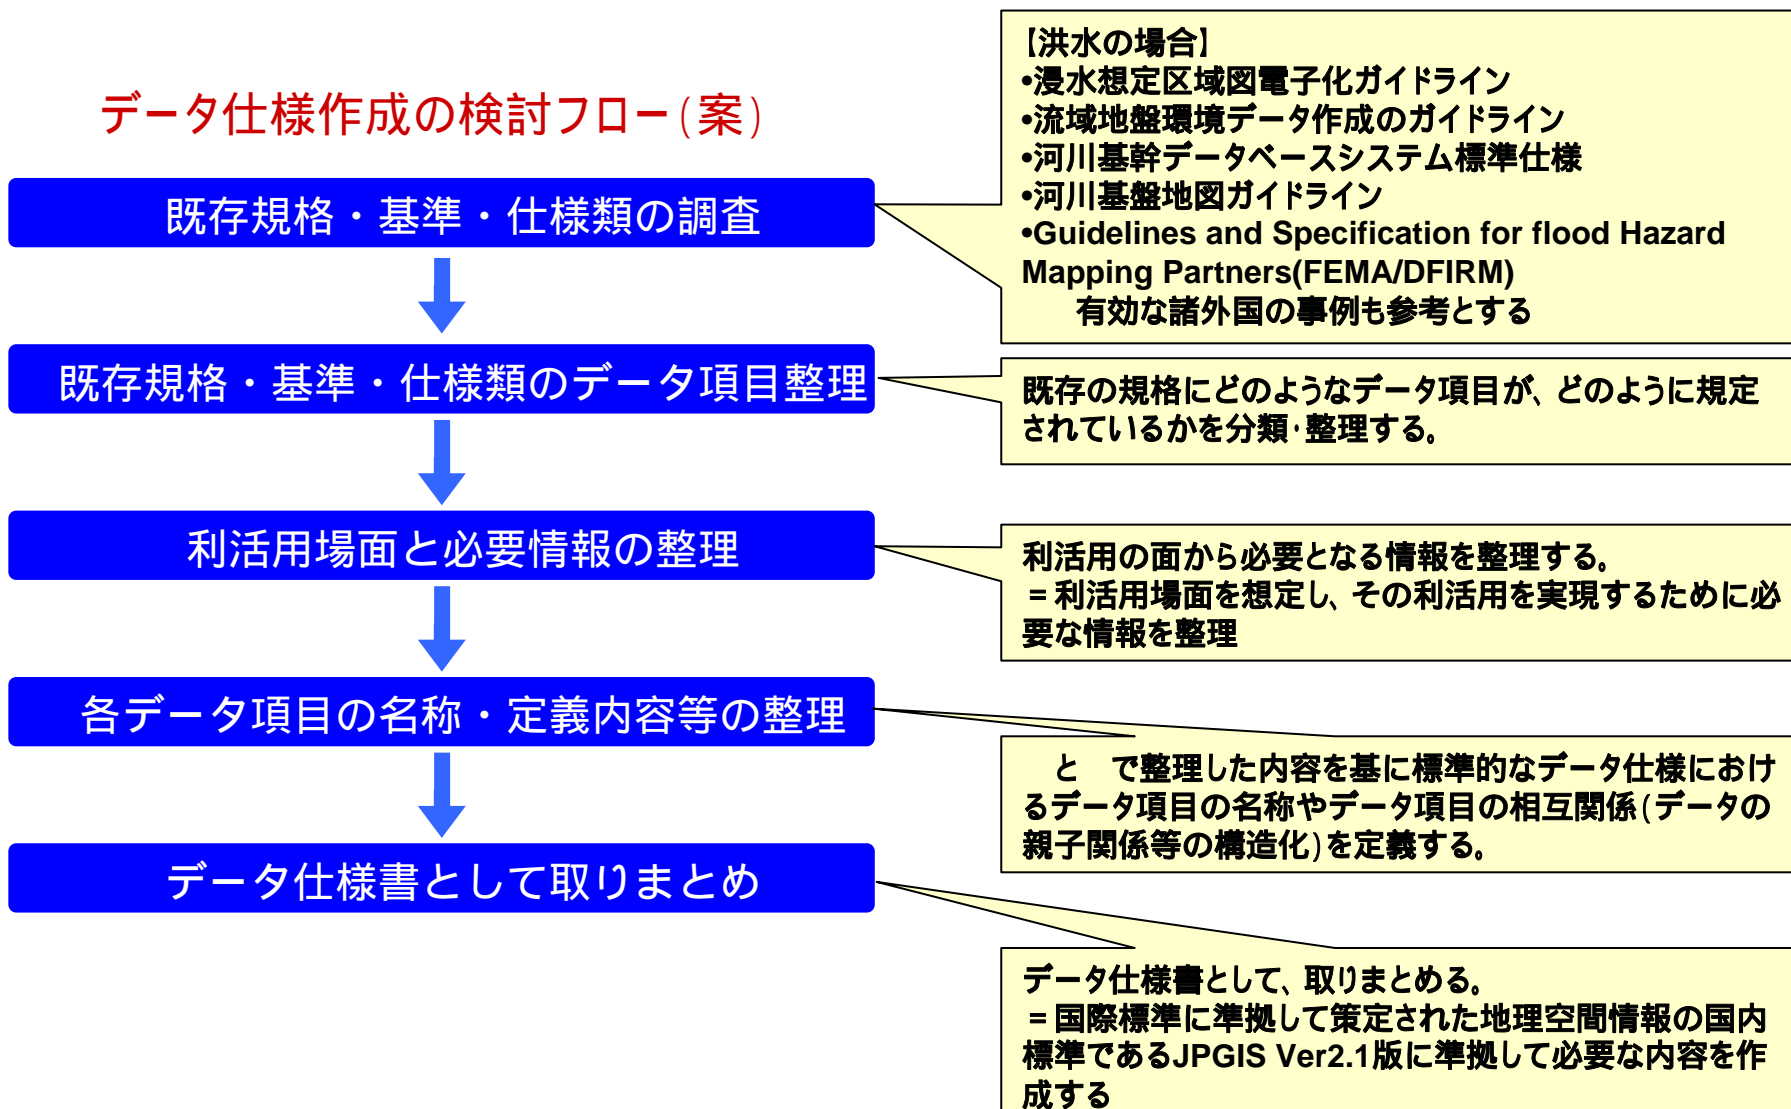 データ仕様作成の検討フロー(案)
既存規格・基準・仕様類の調査
【洪水の場合】
•浸水想定区域図電子化ガイドライン
•流域地盤環境データ作成のガイドライン
•河川基幹データベースシステム標準仕様
•河川基盤地図ガイドライン
•Guidelines and Specification for flood Hazard
Mapping Partners(FEMA/DFIRM)
有効な諸外国の事例も参考とする
既存規格・基準・仕様類のデータ項目整理
既存の規格にどのようなデータ項目が、どのように規定
されているかを分類・整理する。
利活用場面と必要情報の整理
利活用の面から必要となる情報を整理する。
=利活用場面を想定し、その利活用を実現するために必
要な情報を整理
各データ項目の名称・定義内容等の整理
と　で整理した内容を基に標準的なデータ仕様におけ
るデータ項目の名称やデータ項目の相互関係(データの
親子関係等の構造化)を定義する。
データ仕様書として取りまとめ
データ仕様書として、取りまとめる。
=国際標準に準拠して策定された地理空間情報の国内
標準であるJPGIS Ver2.1版に準拠して必要な内容を作
成する